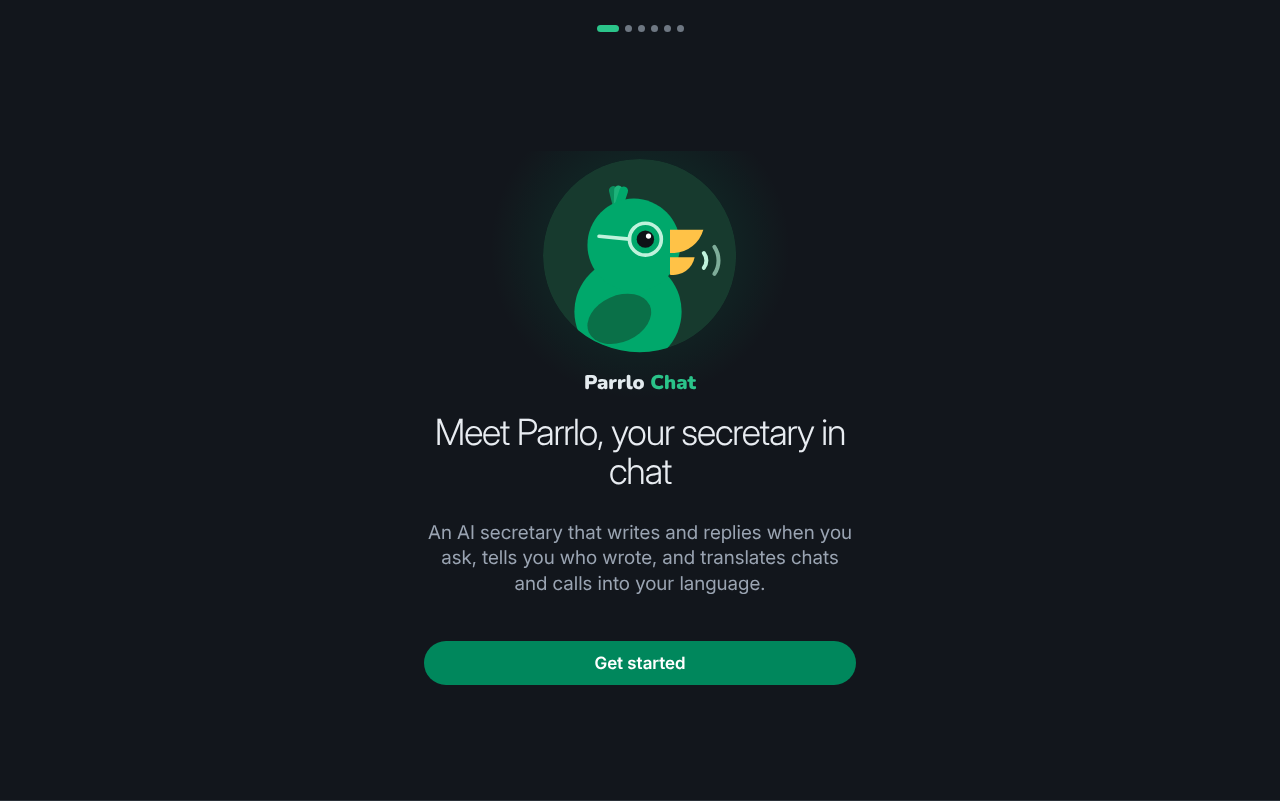 Parrlo Chat
Meet Parrlo, your secretary in
chat
An AI secretary that writes and replies when you
ask, tells you who wrote, and translates chats
and calls into your language.
Get started